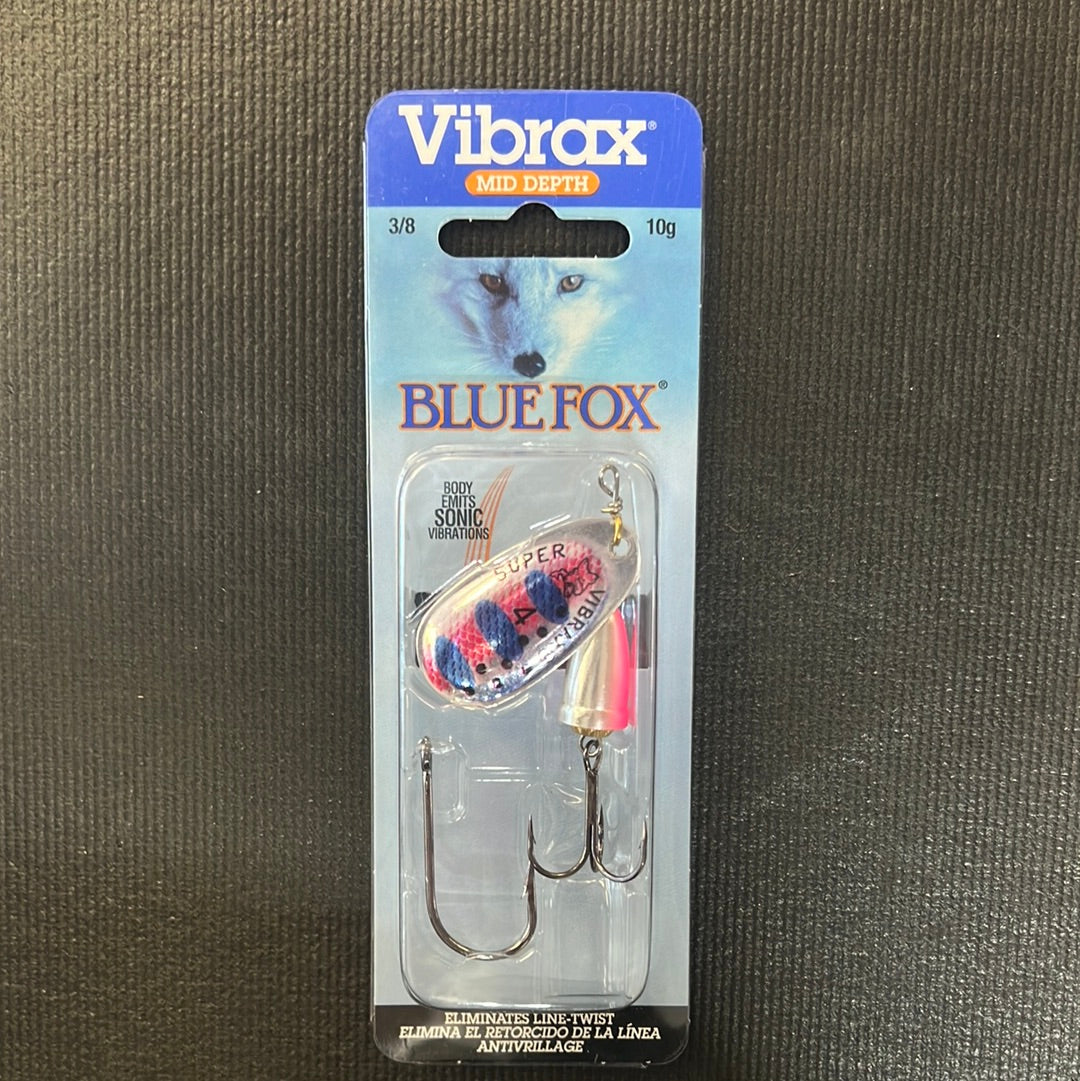 Vibrax®
MID DEPTH
3/8 10g
BLUE FOX®
BODY
EMITS
SONIC
VIBRATIONS
SUPER
VIBRAX
4
ELIMINATES LINE-TWIST
ELIMINA EL RETORCIDO DE LA LÍNEA
ANTIVRILLAGE